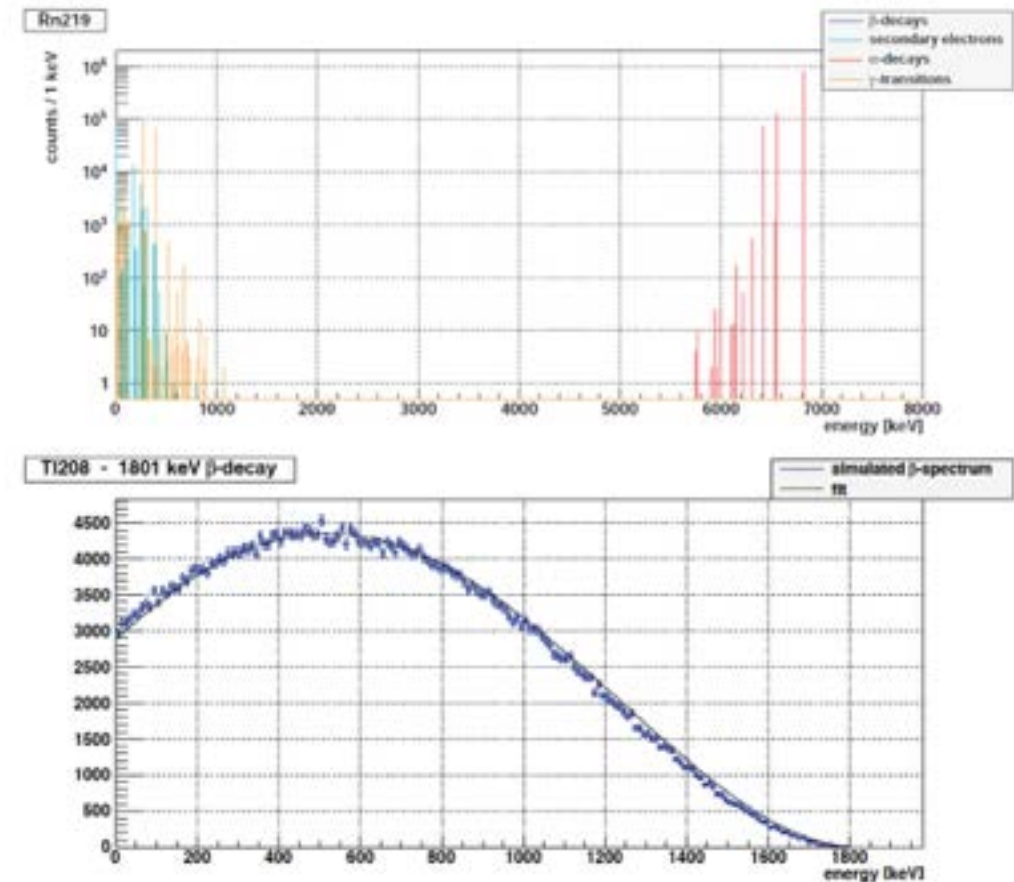 Rn219
β-decays
secondary electrons
α-decays
γ-transitions
counts / 1 keV
10⁶
10⁵
10⁴
10³
10²
10
1
0 1000 2000 3000 4000 5000 6000 7000 8000
energy [keV]
Tl208 - 1801 keV β-decay
simulated β-spectrum
fit
4500
4000
3500
3000
2500
2000
1500
1000
500
0
0 200 400 600 800 1000 1200 1400 1600 1800
energy [keV]